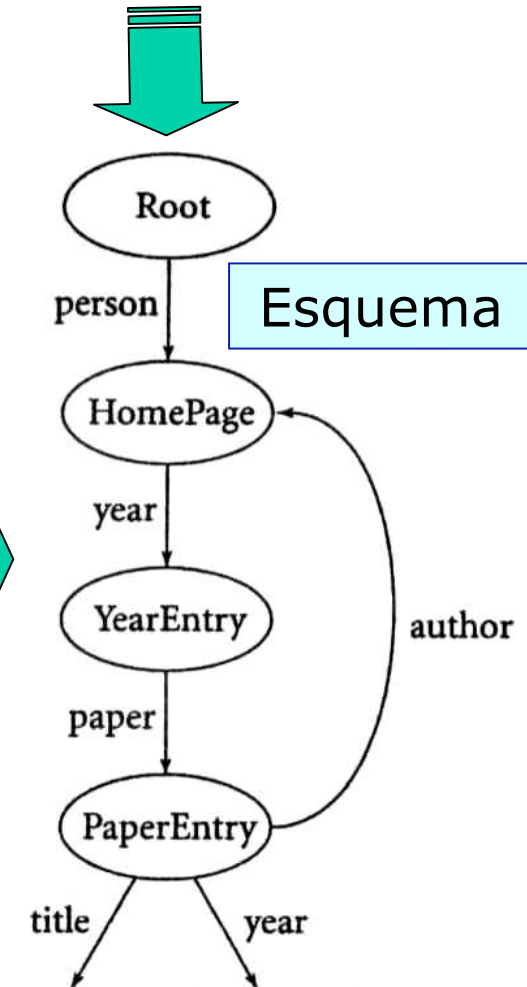 Root
person
Esquema
HomePage
year
YearEntry
author
paper
PaperEntry
title
year